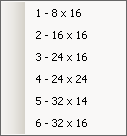 1 - 8 x 16
2 - 16 x 16
3 - 24 x 16
4 - 24 x 24
5 - 32 x 14
6 - 32 x 16